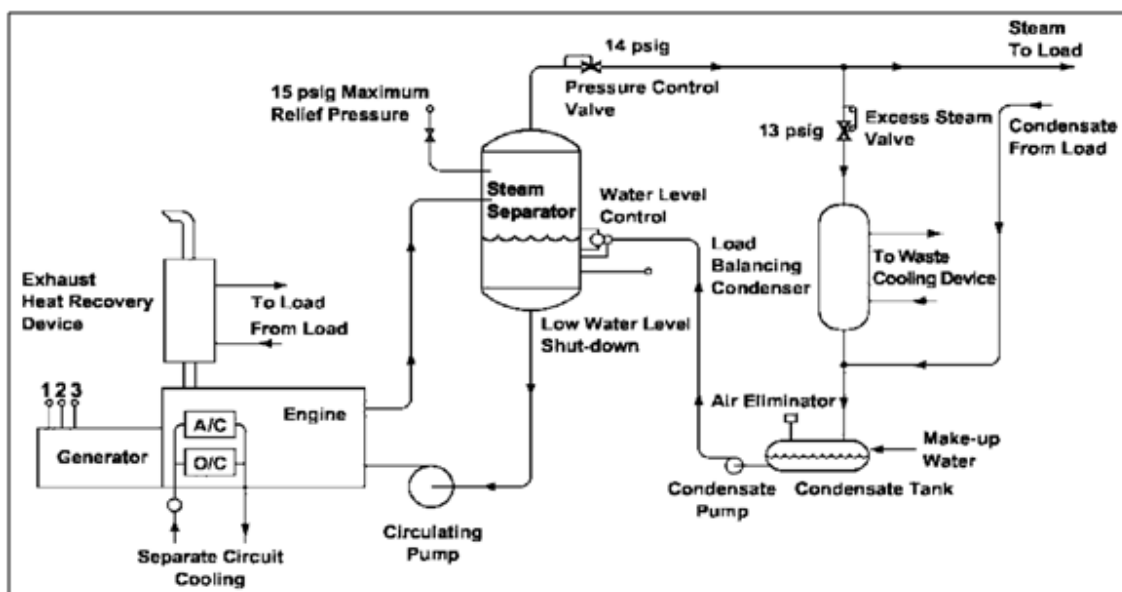 Steam
To Load
14 psig
Pressure Control
Valve
15 psig Maximum
Relief Pressure
13 psig
Excess Steam
Valve
Condensate
From Load
Steam
Separator
Water Level
Control
Load
Balancing
Condenser
To Waste
Cooling Device
Exhaust
Heat Recovery
Device
To Load
From Load
Low Water Level
Shut-down
1 2 3
Engine
A/C
O/C
Generator
Air Eliminator
Make-up
Water
Condensate
Pump
Condensate Tank
Circulating
Pump
Separate Circuit
Cooling